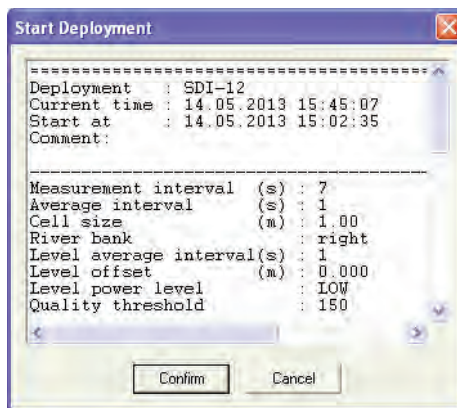 Start Deployment
==========================================
Deployment : SDI-12
Current time : 14.05.2013 15:45:07
Start at : 14.05.2013 15:02:35
Comment:
------------------------------------------
Measurement interval (s) : 7
Average interval (s) : 1
Cell size (m) : 1.00
River bank : right
Level average interval(s) : 1
Level offset (m) : 0.000
Level power level : LOW
Quality threshold : 150
Confirm Cancel